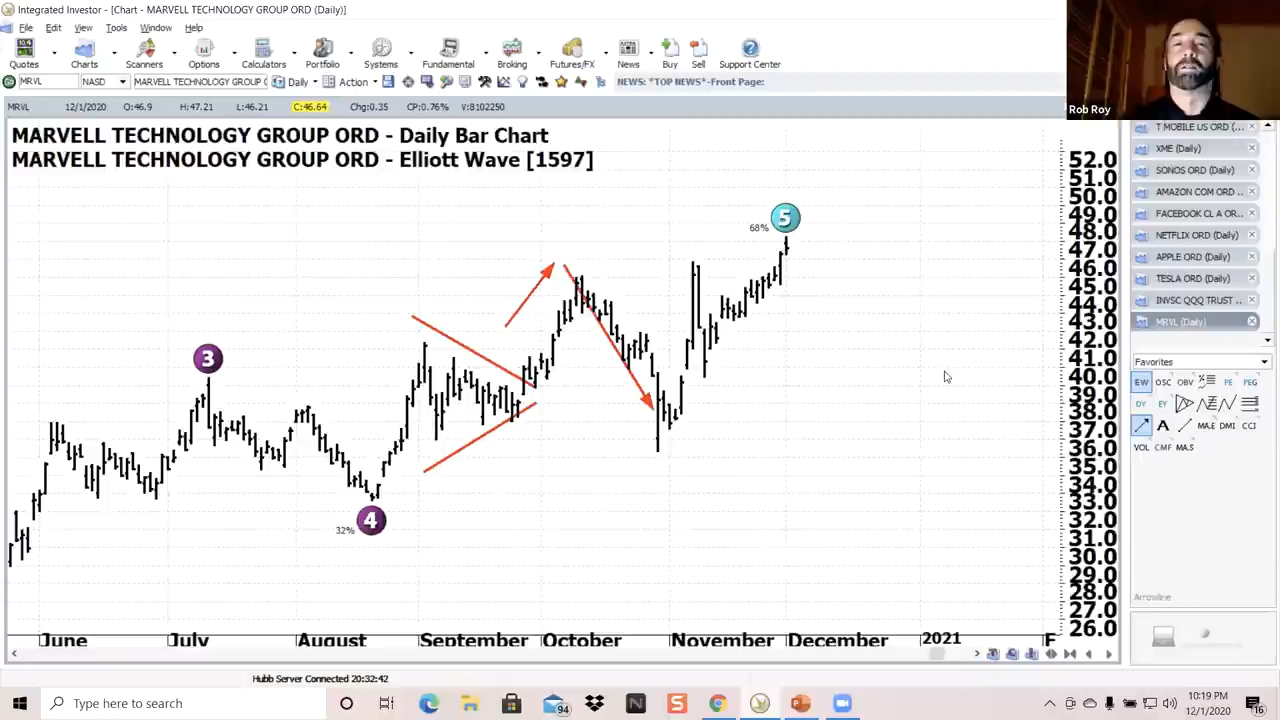 Integrated Investor - [Chart - MARVELL TECHNOLOGY GROUP ORD (Daily)]
File Edit View Tools Window Help
Quotes Charts Scanners Options Calculators Portfolio Systems Fundamental Broking Futures/FX News Buy Sell Support Center
MRVL NASD MARVELL TECHNOLOGY GROUP O Daily Action NEWS: *TOP NEWS*-Front Page:
MRVL 12/1/2020 O:46.9 H:47.21 L:46.21 C:46.64 Chg:0.35 CP:0.76% V:8102250
Rob Roy
MARVELL TECHNOLOGY GROUP ORD - Daily Bar Chart
MARVELL TECHNOLOGY GROUP ORD - Elliott Wave [1597]
5
68%
3
4
32%
52.0
51.0
50.0
49.0
48.0
47.0
46.0
45.0
44.0
43.0
42.0
41.0
40.0
39.0
38.0
37.0
36.0
35.0
34.0
33.0
32.0
31.0
30.0
29.0
28.0
27.0
26.0
June July August September October November December 2021 F
T MOBILE US ORD (...
XME (Daily)
SONOS ORD (Daily)
AMAZON COM ORD ...
FACEBOOK CL A OR...
NETFLIX ORD (Daily)
APPLE ORD (Daily)
TESLA ORD (Daily)
INVSC QQQ TRUST ...
MRVL (Daily)
Favorites
EW OSC OBV PE PEG
DY EY
A MA.E DMI CCI
VOL CMF MA.S
Arrowline
Hubb Server Connected 20:32:42
Type here to search
94
N
S
P
10:19 PM
12/1/2020
16